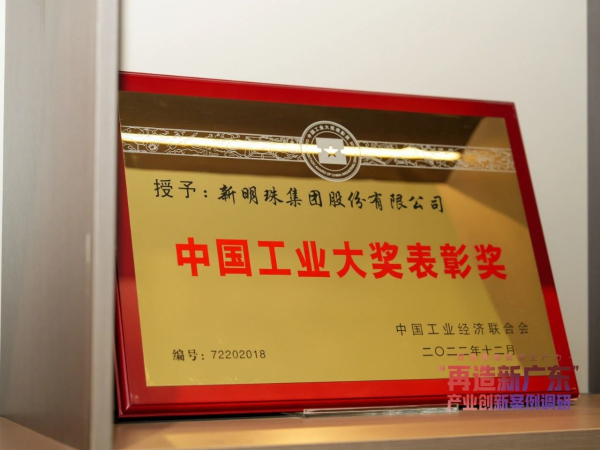 授予：新明珠集团股份有限公司
中国工业大奖表彰奖
中国工业经济联合会
编号：72202018
二〇二二年十二月
“再造新广东”
产业创新案例调研